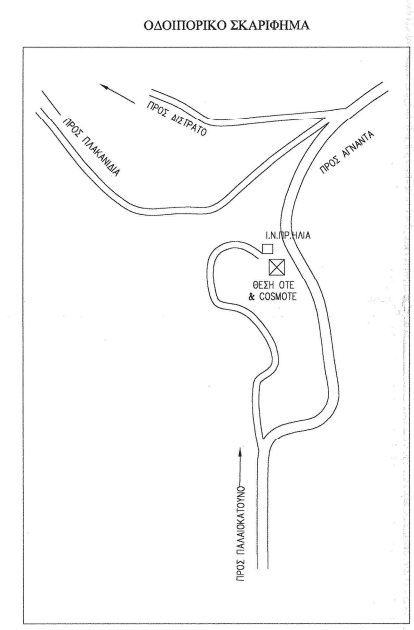 ΟΔΟΙΠΟΡΙΚΟ ΣΚΑΡΙΦΗΜΑ
ΠΡΟΣ ΔΙΣΤΡΑΤΟ
ΠΡΟΣ ΠΛΑΚΑΝΙΔΙΑ
ΠΡΟΣ ΑΓΝΑΝΤΑ
Ι.Ν.ΠΡ.ΗΛΙΑ
ΘΕΣΗ ΟΤΕ
& COSMOTE
ΠΡΟΣ ΠΑΛΑΙΟΚΑΤΟΥΝΟ